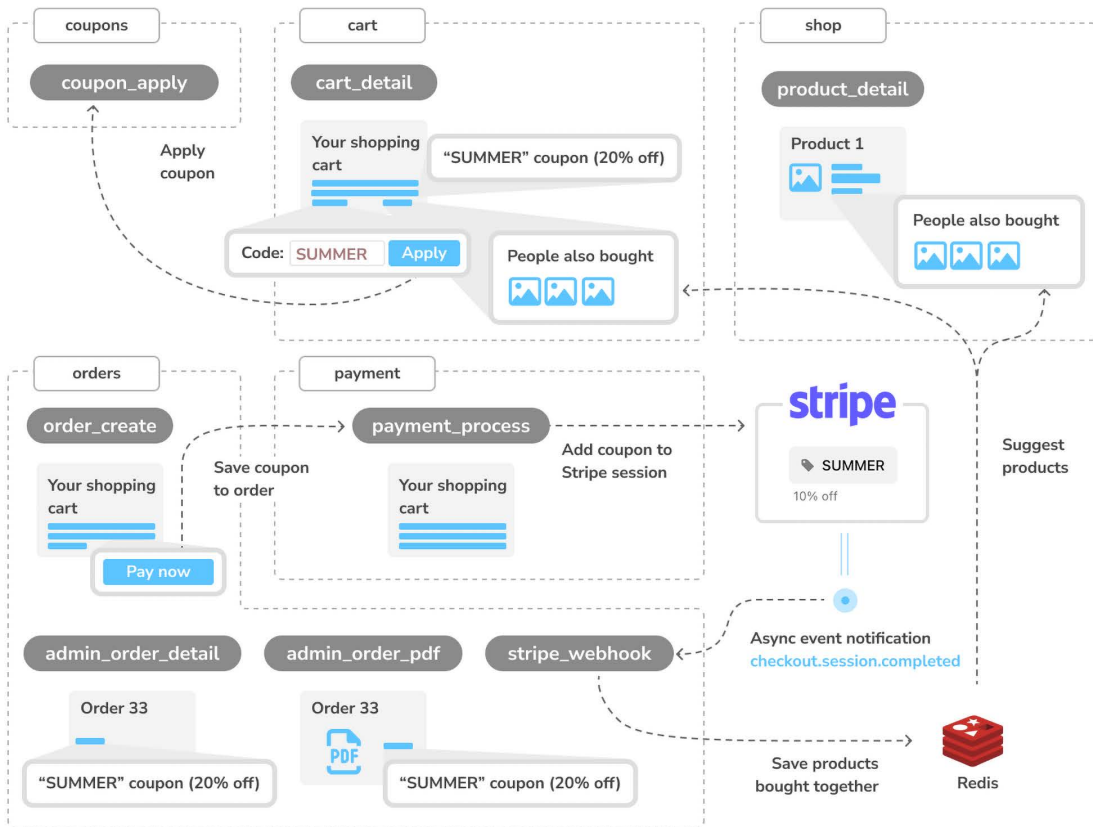 coupons
coupon_apply
Apply
coupon
cart
cart_detail
Your shopping
cart
“SUMMER” coupon (20% off)
Code: SUMMER Apply
People also bought
shop
product_detail
Product 1
People also bought
orders
order_create
Your shopping
cart
Pay now
Save coupon
to order
payment
payment_process
Your shopping
cart
Add coupon to
Stripe session
stripe
SUMMER
10% off
Suggest
products
Async event notification
checkout.session.completed
admin_order_detail
Order 33
“SUMMER” coupon (20% off)
admin_order_pdf
Order 33
PDF
“SUMMER” coupon (20% off)
stripe_webhook
Save products
bought together
Redis